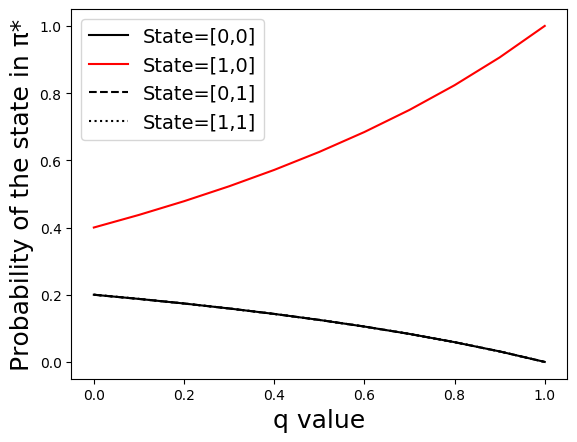 State=[0,0]
State=[1,0]
State=[0,1]
State=[1,1]
Probability of the state in π*
1.0
0.8
0.6
0.4
0.2
0.0
0.0 0.2 0.4 0.6 0.8 1.0
q value